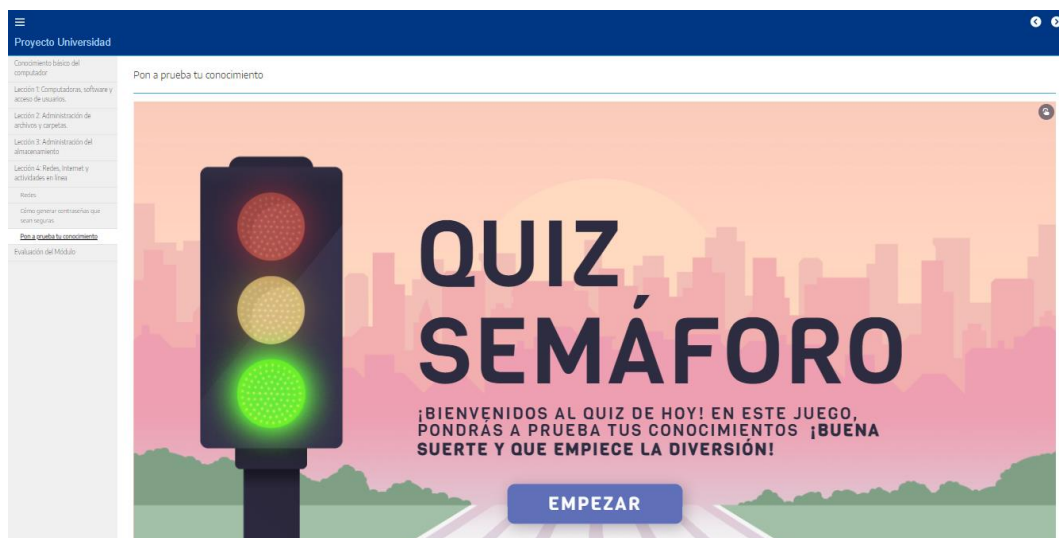 Proyecto Universidad
Conocimiento básico del
computador
Lección 1: Computadoras, software y
acceso de usuarios.
Lección 2: Administración de
archivos y carpetas.
Lección 3: Administración del
almacenamiento
Lección 4: Redes, Internet y
actividades en línea
Redes
Cómo generar contraseñas que
sean seguras
Pon a prueba tu conocimiento
Evaluación del Módulo
Pon a prueba tu conocimiento
QUIZ
SEMÁFORO
¡BIENVENIDOS AL QUIZ DE HOY! EN ESTE JUEGO,
PONDRÁS A PRUEBA TUS CONOCIMIENTOS ¡BUENA
SUERTE Y QUE EMPIECE LA DIVERSIÓN!
EMPEZAR